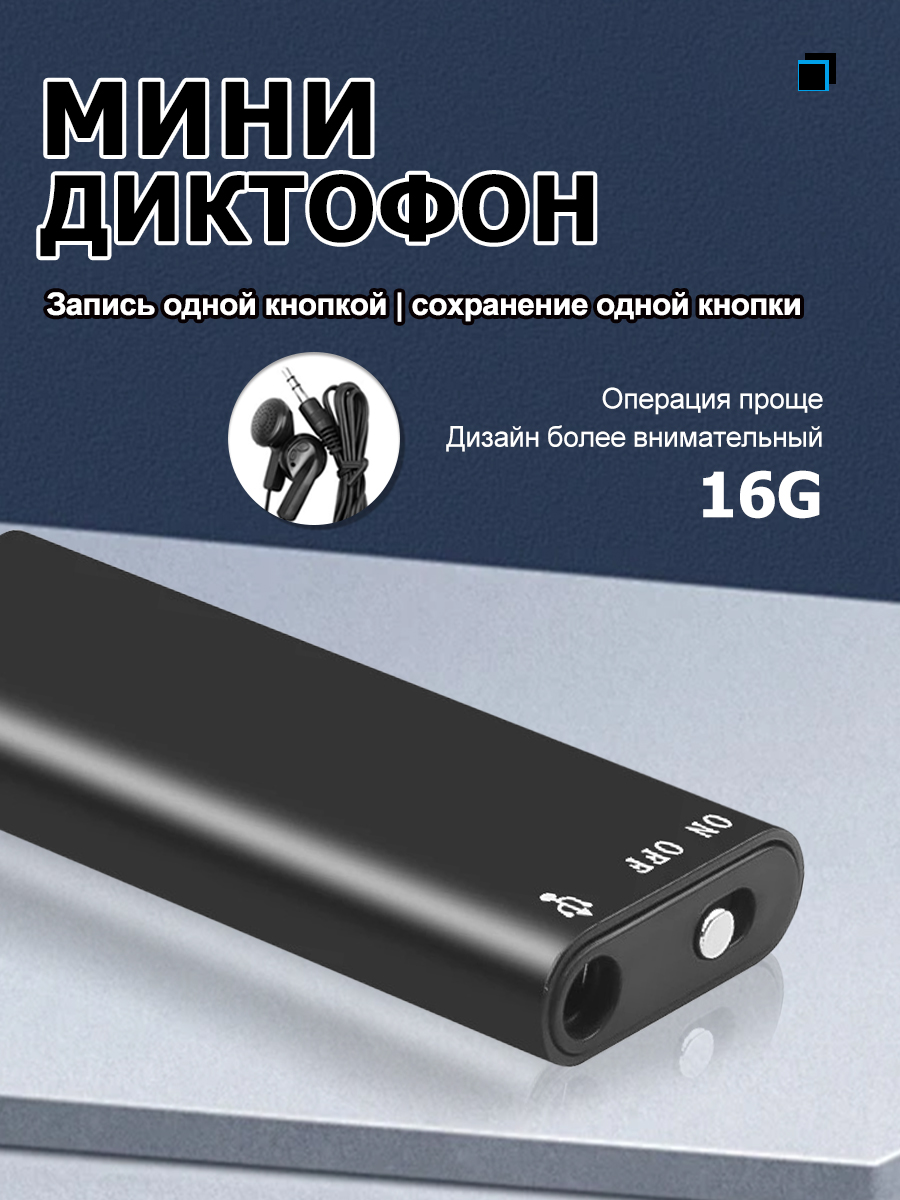 МИНИ
ДИКТОФОН
Запись одной кнопкой | сохранение одной кнопки
Операция проще
Дизайн более внимательный
16G
ON OFF